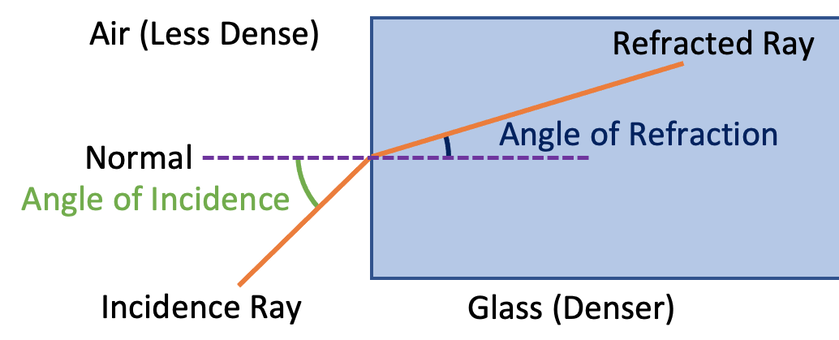 Air (Less Dense)
Refracted Ray
Angle of Refraction
Normal
Angle of Incidence
Incidence Ray
Glass (Denser)